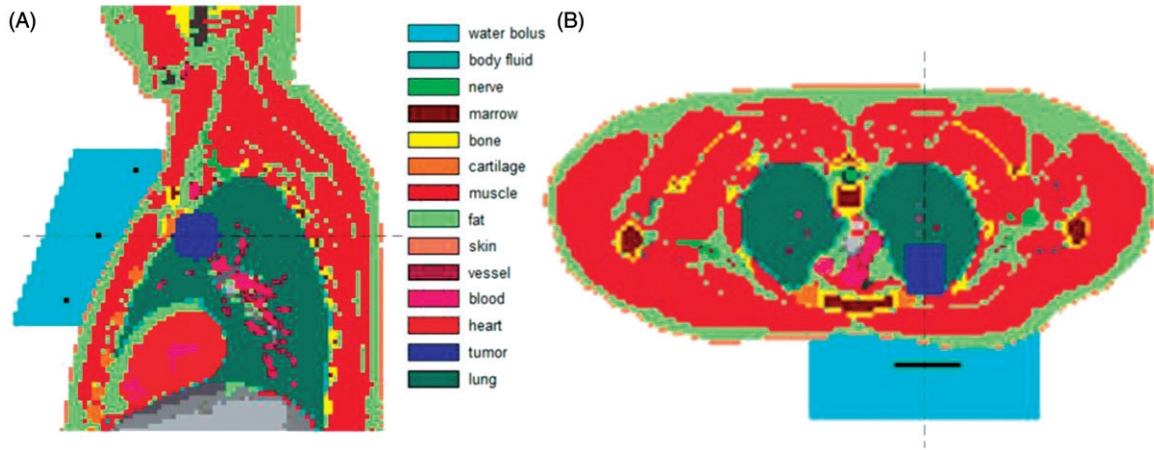 (A)
water bolus
body fluid
nerve
marrow
bone
cartilage
muscle
fat
skin
vessel
blood
heart
tumor
lung
(B)